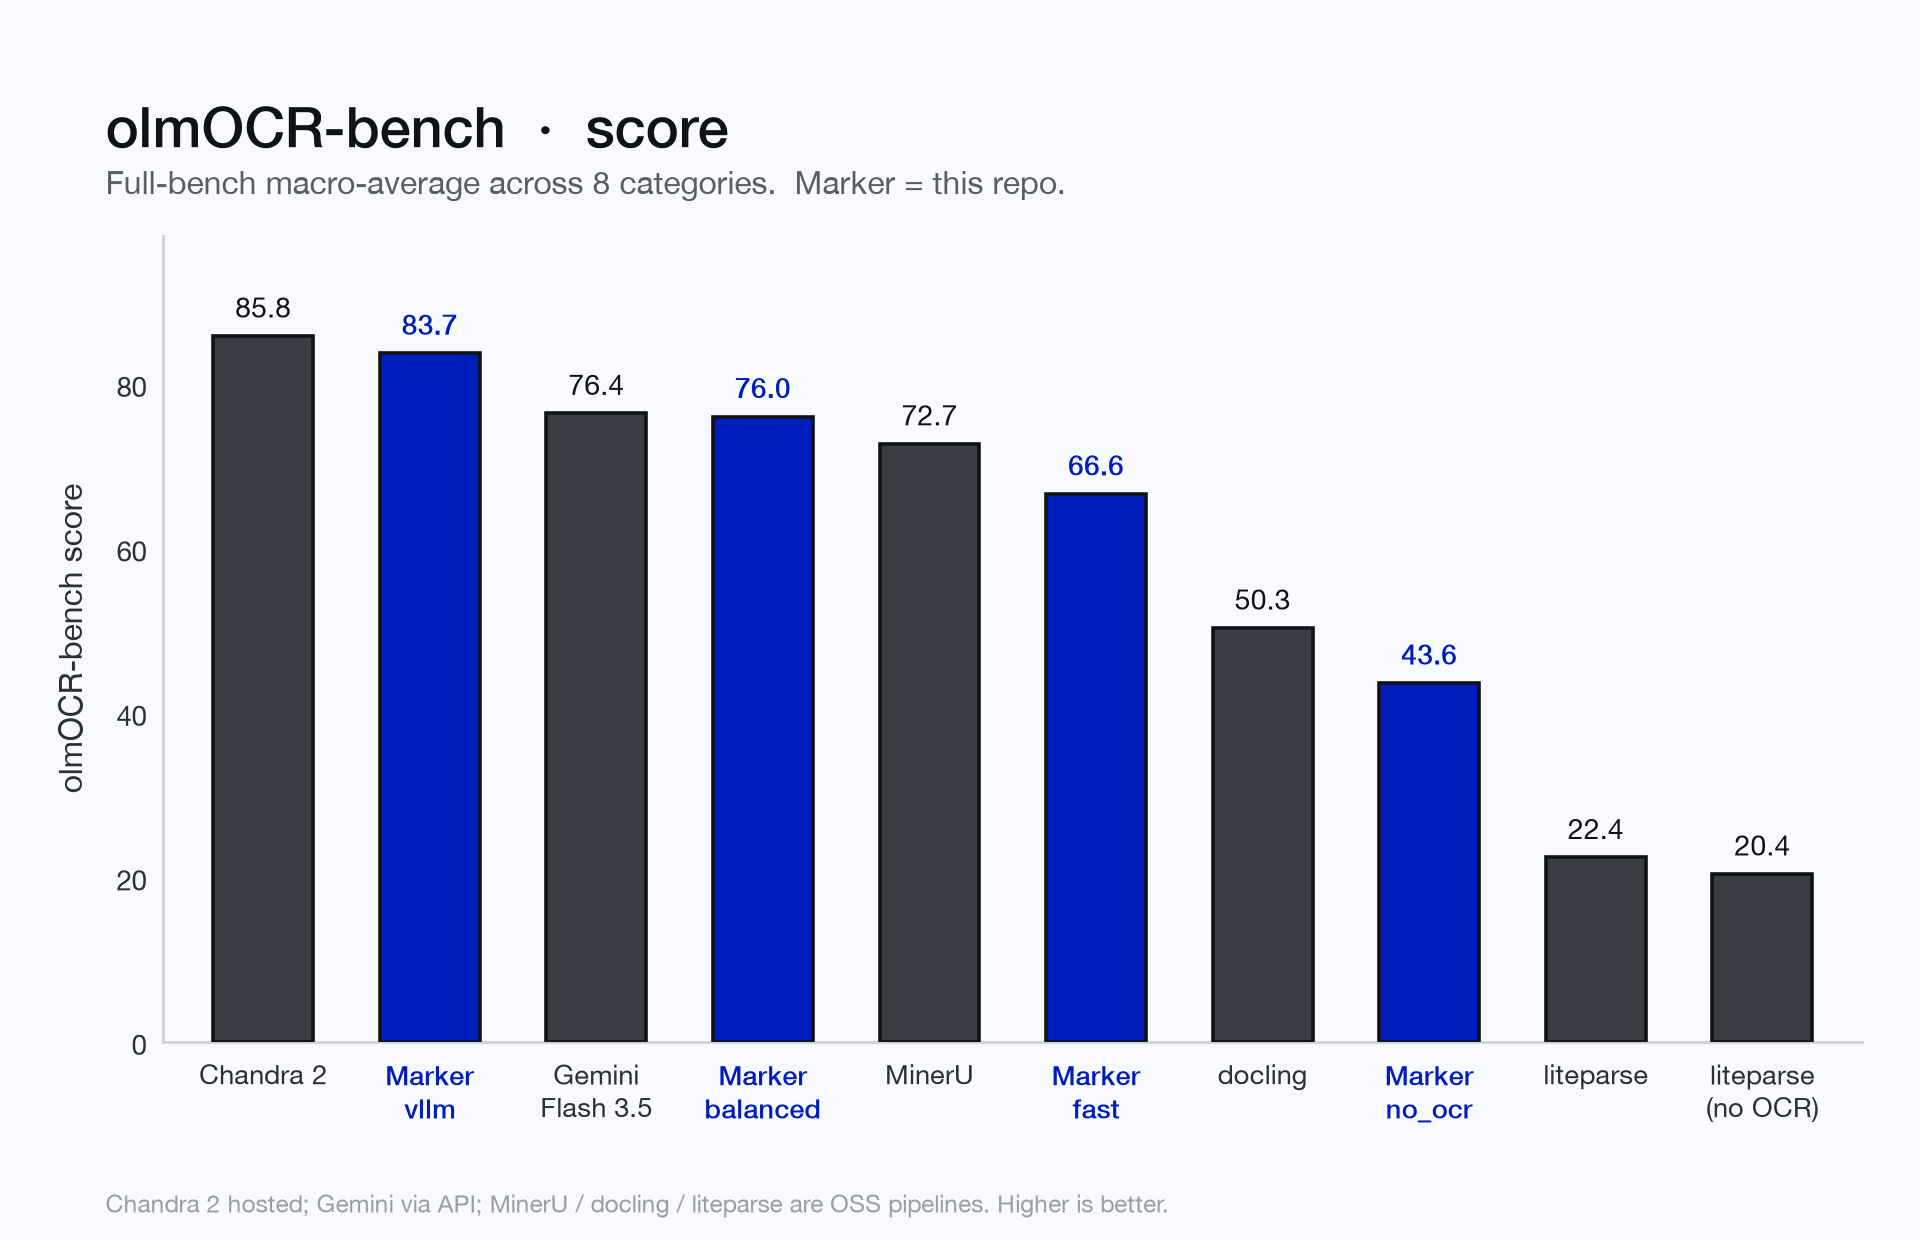 olmOCR-bench · score
Full-bench macro-average across 8 categories. Marker = this repo.
olmOCR-bench score
80
60
40
20
0
85.8
83.7
76.4
76.0
72.7
66.6
50.3
43.6
22.4
20.4
Chandra 2
Marker
vllm
Gemini
Flash 3.5
Marker
balanced
MinerU
Marker
fast
docling
Marker
no_ocr
liteparse
liteparse
(no OCR)
Chandra 2 hosted; Gemini via API; MinerU / docling / liteparse are OSS pipelines. Higher is better.